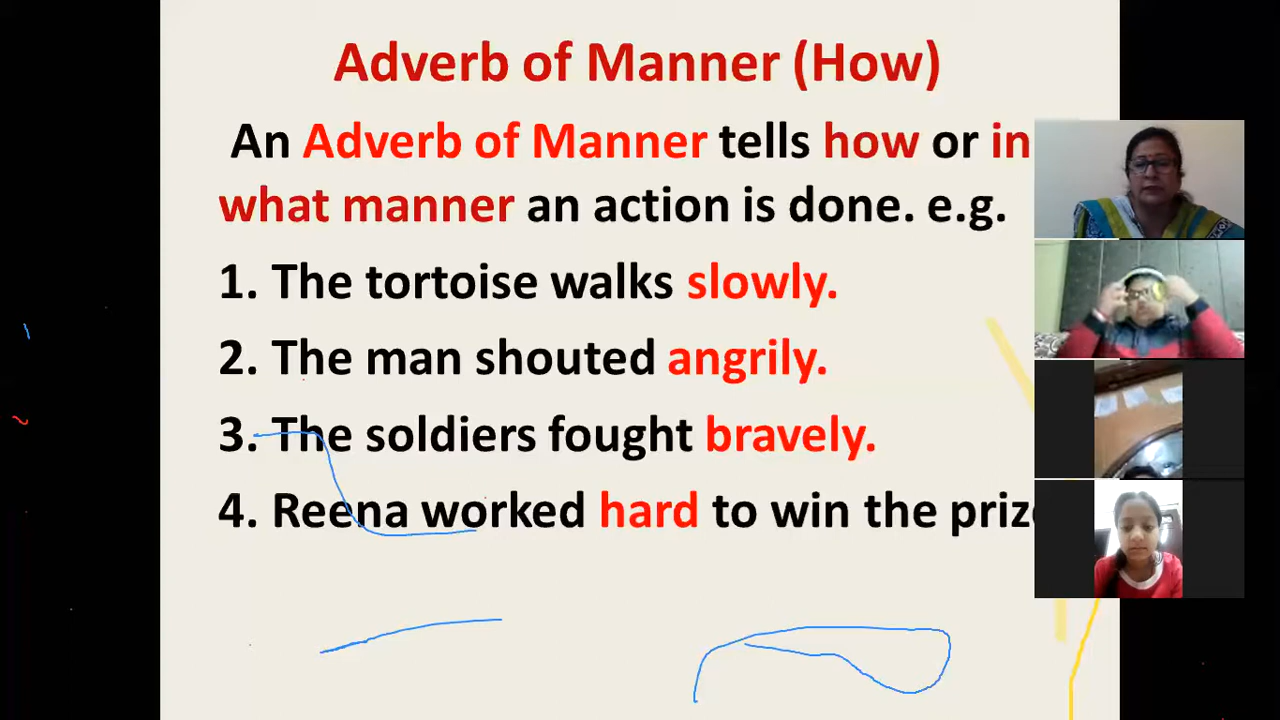 Adverb of Manner (How)
An Adverb of Manner tells how or in
what manner an action is done. e.g.
1. The tortoise walks slowly.
2. The man shouted angrily.
3. The soldiers fought bravely.
4. Reena worked hard to win the priz